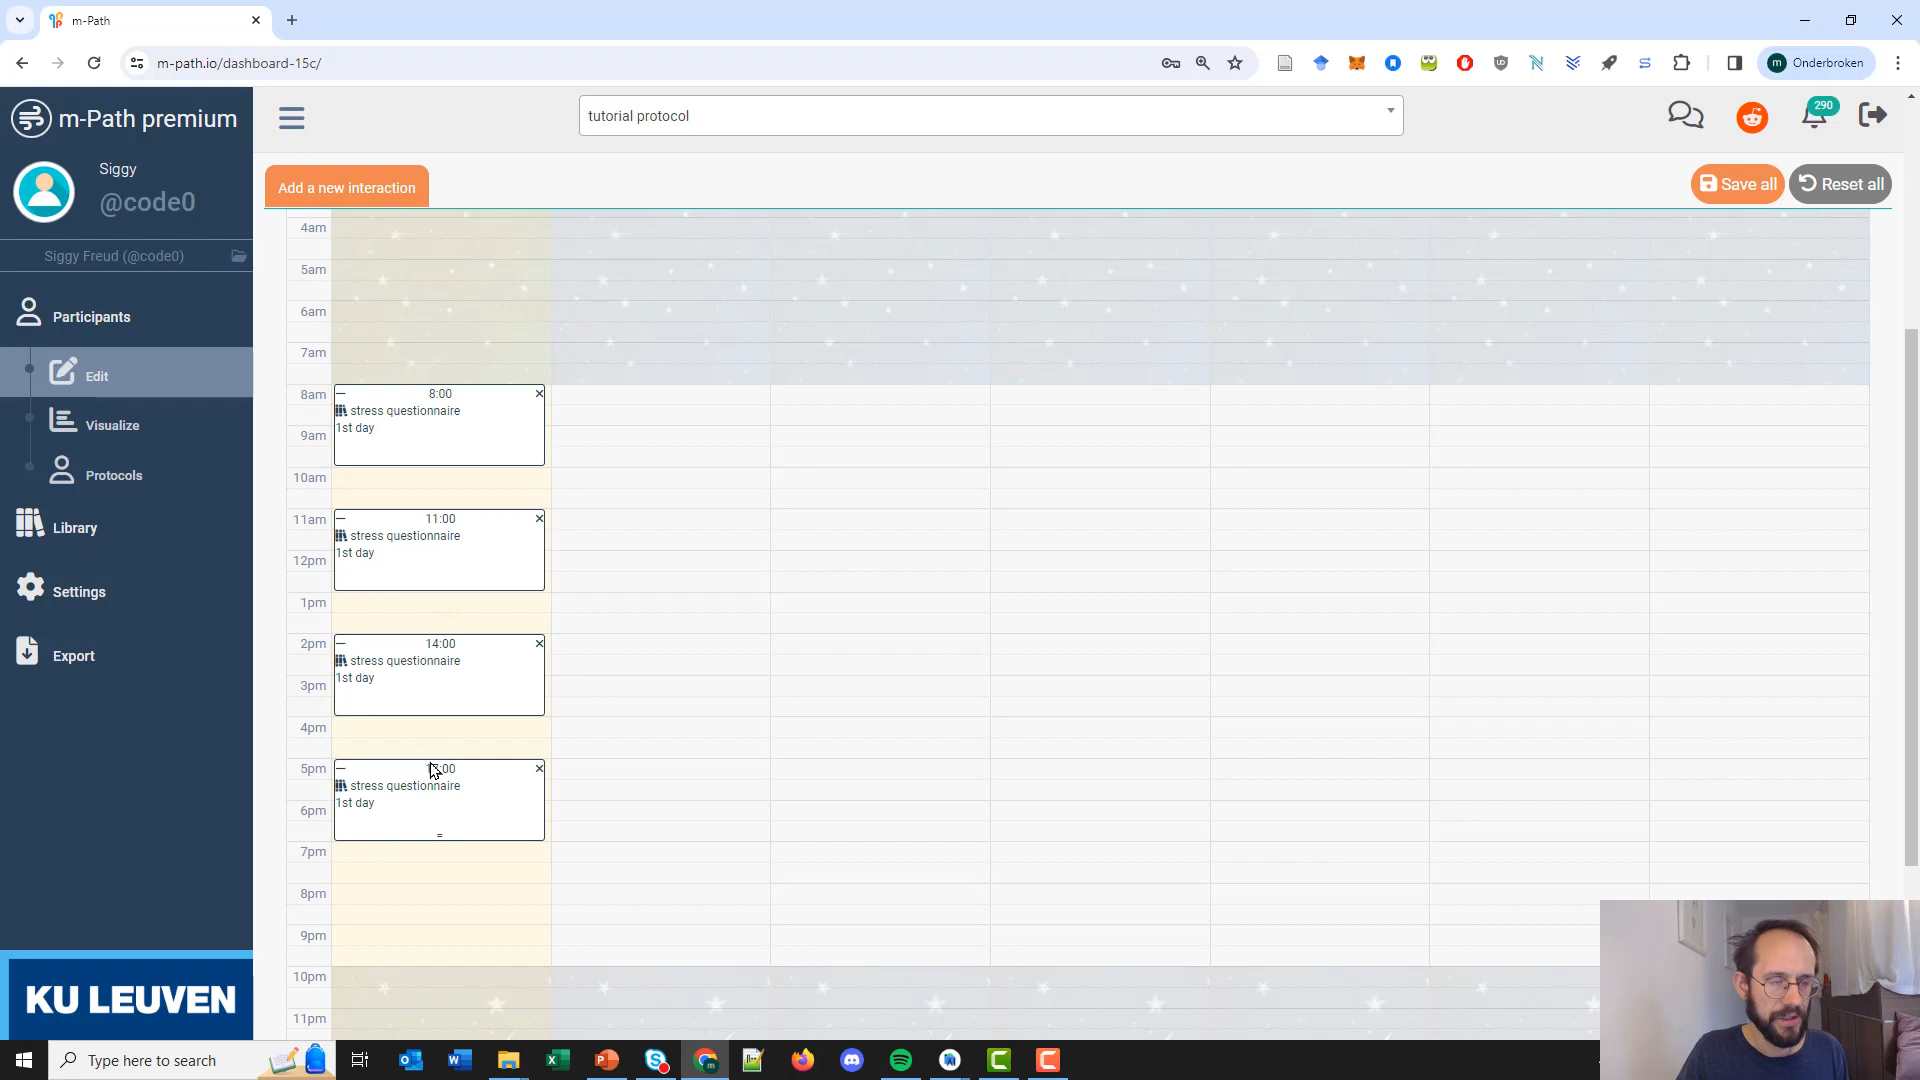 m-Path
m-path.io/dashboard-15c/
Onderbroken
m-Path premium
tutorial protocol
290
Siggy
@code0
Add a new interaction
Save all
Reset all
Siggy Freud (@code0)
Participants
Edit
Visualize
Protocols
Library
Settings
Export
KU LEUVEN
4am
5am
6am
7am
8am
8:00
stress questionnaire
1st day
9am
10am
11am
11:00
stress questionnaire
1st day
12pm
1pm
2pm
14:00
stress questionnaire
1st day
3pm
4pm
5pm
stress questionnaire
1st day
6pm
7pm
8pm
9pm
10pm
11pm
Type here to search